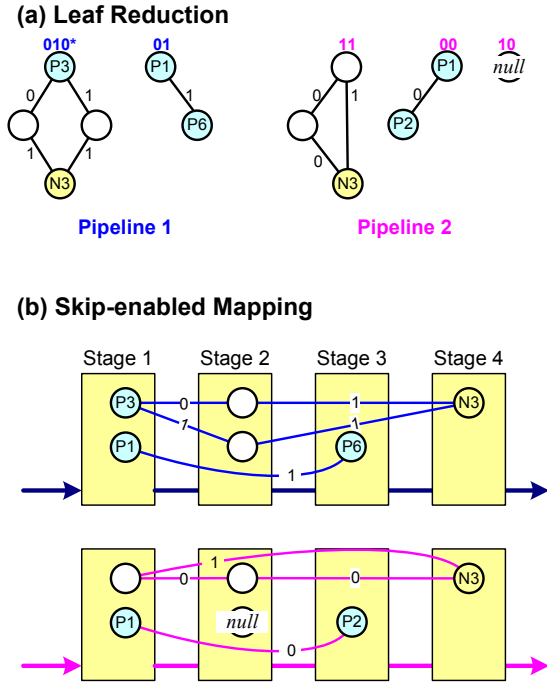 (a) Leaf Reduction
010* 01 11 00 10
P3 P1 P1 null
0 1 1 0 1 0
P6 P2
1 1 0
N3 N3
Pipeline 1 Pipeline 2
(b) Skip-enabled Mapping
Stage 1 Stage 2 Stage 3 Stage 4
P3 0 1 N3
1 1
P1 P6
1
1
0 0 N3
P1 null P2
0